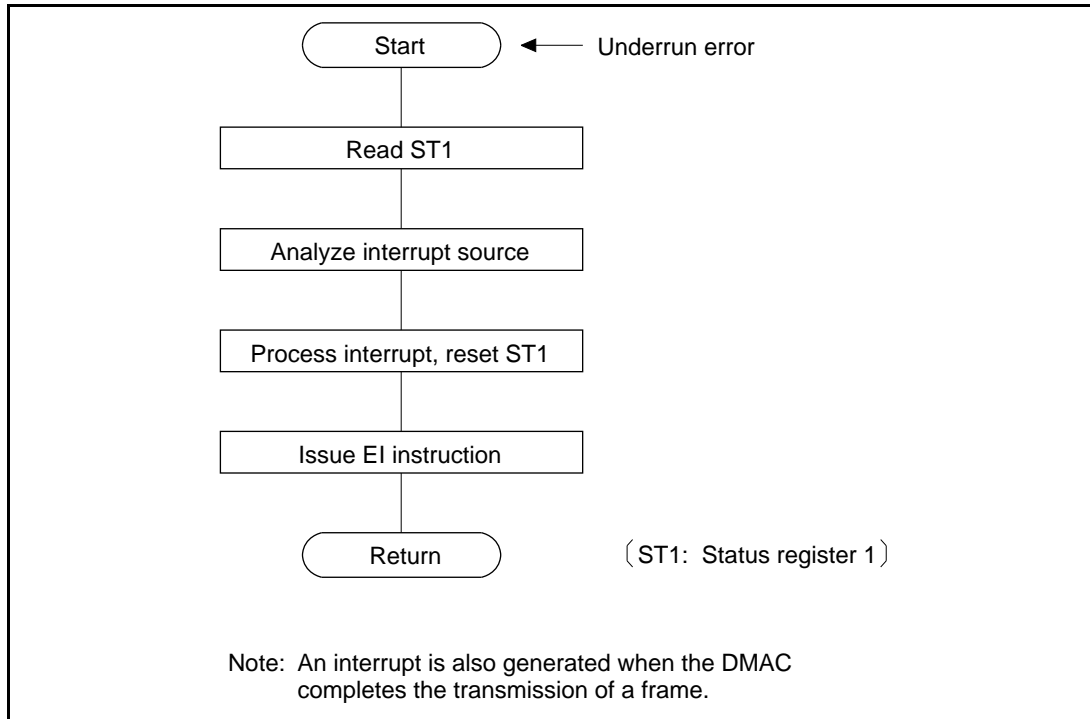 Start
Underrun error
Read ST1
Analyze interrupt source
Process interrupt, reset ST1
Issue EI instruction
Return
(ST1: Status register 1)
Note: An interrupt is also generated when the DMAC
completes the transmission of a frame.